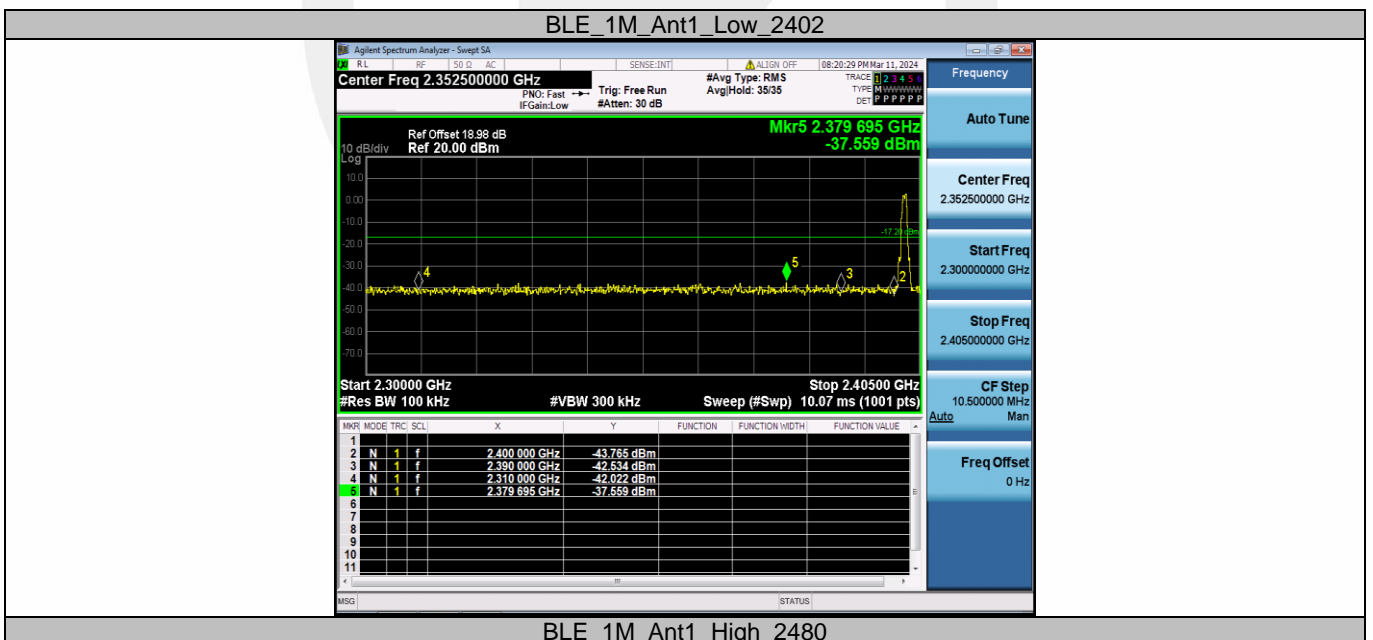 BLE_1M_Ant1_Low_2402
Agilent Spectrum Analyzer - Swept SA
RL RF 50 Ω AC SENSE:INT ALIGN OFF 08:20:29 PM Mar 11, 2024
Center Freq 2.352500000 GHz
PNO: Fast
IFGain:Low
Trig: Free Run
#Atten: 30 dB
#Avg Type: RMS
Avg|Hold: 35/35
TRACE 1 2 3 4 5 6
TYPE M W W W W W
DET P P P P P P
Ref Offset 18.98 dB
10 dB/div Ref 20.00 dBm
Log
Mkr5 2.379 695 GHz
-37.559 dBm
10.0
0.00
-10.0
-17.20 dBm
-20.0
-30.0
-40.0
-50.0
-60.0
-70.0
4
5
3
2
Start 2.30000 GHz Stop 2.40500 GHz
#Res BW 100 kHz #VBW 300 kHz Sweep (#Swp) 10.07 ms (1001 pts)
MKR MODE TRC SCL X Y FUNCTION FUNCTION WIDTH FUNCTION VALUE
1
2 N 1 f 2.400 000 GHz -43.765 dBm
3 N 1 f 2.390 000 GHz -42.534 dBm
4 N 1 f 2.310 000 GHz -42.022 dBm
5 N 1 f 2.379 695 GHz -37.559 dBm
6
7
8
9
10
11
MSG STATUS
Frequency
Auto Tune
Center Freq
2.352500000 GHz
Start Freq
2.300000000 GHz
Stop Freq
2.405000000 GHz
CF Step
10.500000 MHz
Auto Man
Freq Offset
0 Hz
BLE_1M_Ant1_High_2480